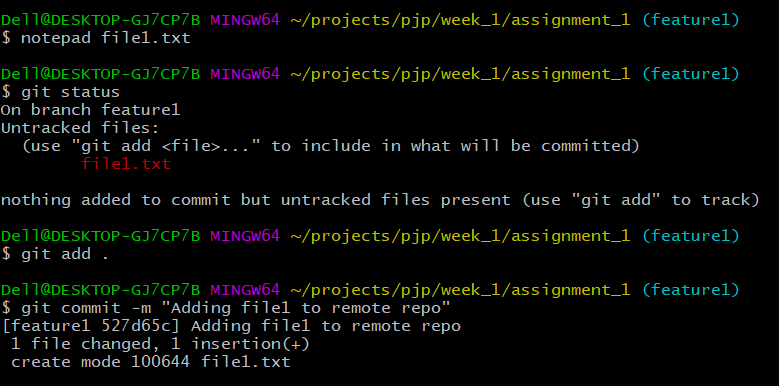 Dell@DESKTOP-GJ7CP7B MINGW64 ~/projects/pjp/week_1/assignment_1 (feature1)
$ notepad file1.txt
Dell@DESKTOP-GJ7CP7B MINGW64 ~/projects/pjp/week_1/assignment_1 (feature1)
$ git status
On branch feature1
Untracked files:
  (use "git add <file>..." to include in what will be committed)
        file1.txt
nothing added to commit but untracked files present (use "git add" to track)
Dell@DESKTOP-GJ7CP7B MINGW64 ~/projects/pjp/week_1/assignment_1 (feature1)
$ git add .
Dell@DESKTOP-GJ7CP7B MINGW64 ~/projects/pjp/week_1/assignment_1 (feature1)
$ git commit -m "Adding file1 to remote repo"
[feature1 527d65c] Adding file1 to remote repo
 1 file changed, 1 insertion(+)
 create mode 100644 file1.txt